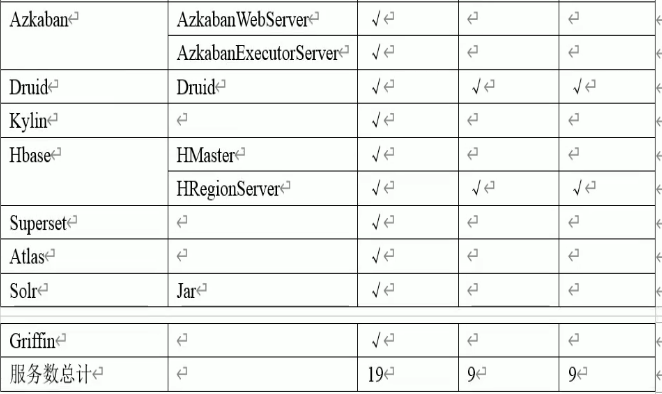 Azkaban AzkabanWebServer √
AzkabanExecutorServer √
Druid Druid √ √ √
Kylin √
Hbase HMaster √
HRegionServer √ √ √
Superset √
Atlas √
Solr Jar √
Griffin √
服务数总计 19 9 9